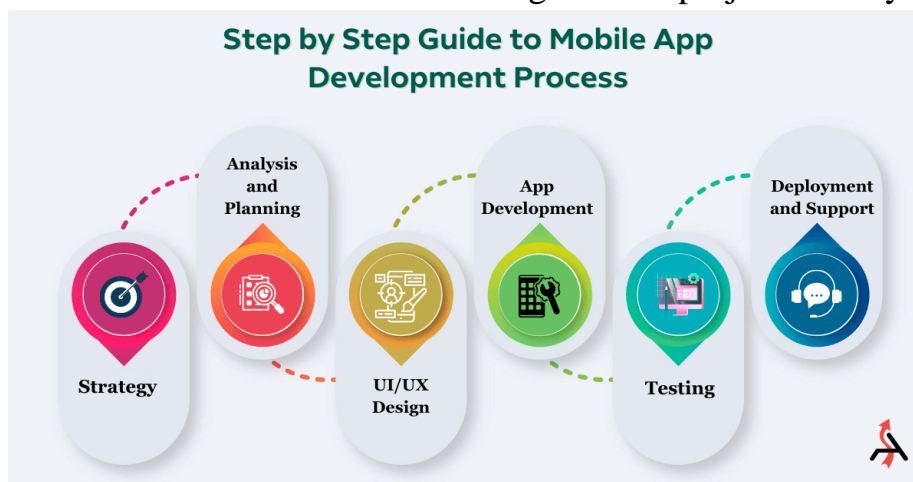 Step by Step Guide to Mobile App
Development Process
Strategy
Analysis
and
Planning
UI/UX
Design
App
Development
Testing
Deployment
and Support